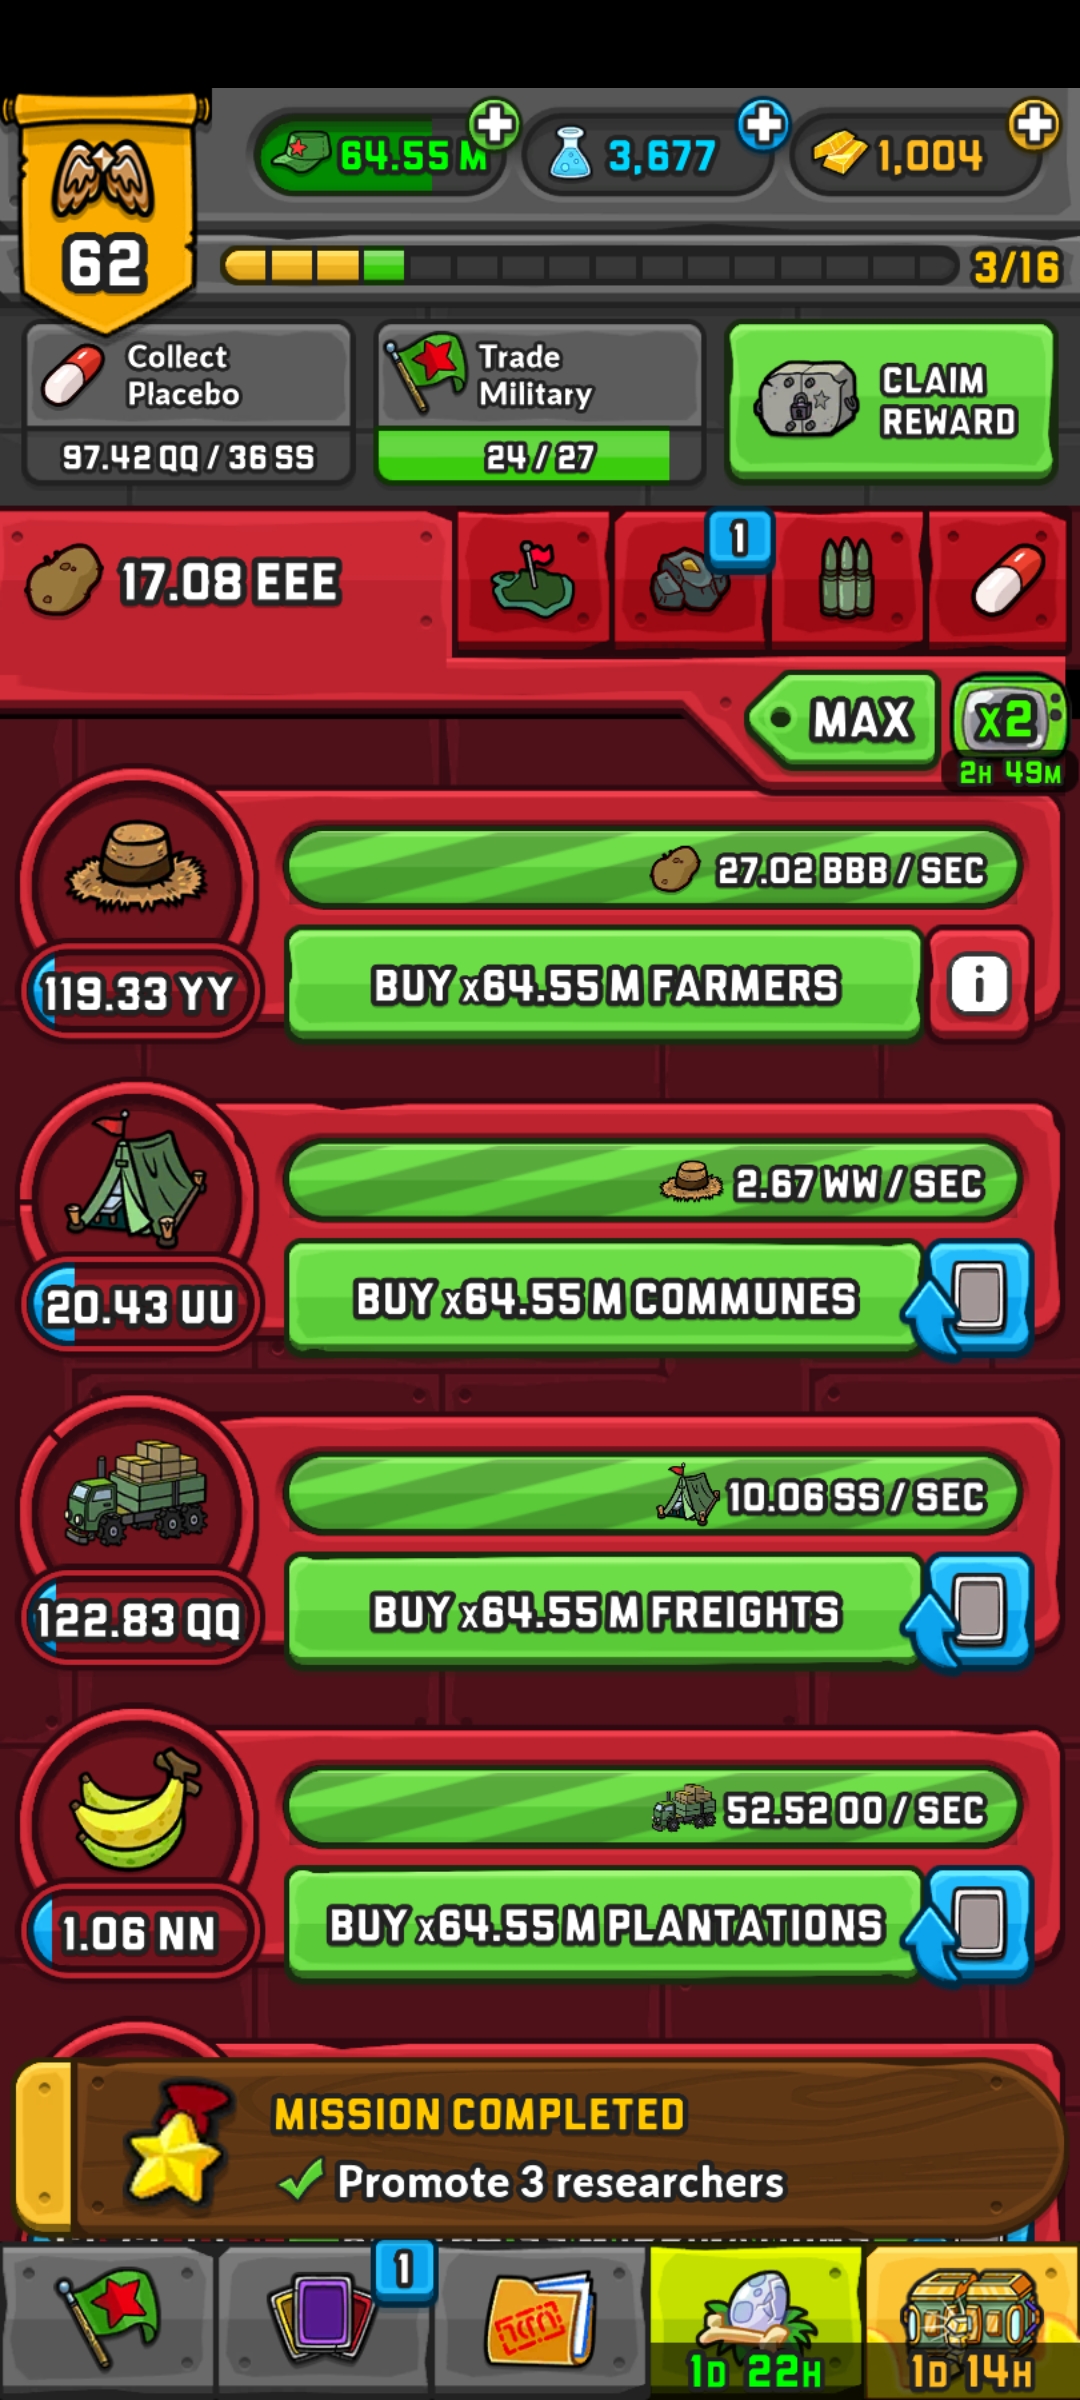 64.55 M
3,677
1,004
62
3/16
Collect
Placebo
97.42 QQ / 36 SS
Trade
Military
24 / 27
CLAIM
REWARD
17.08 EEE
1
MAX
x2
2H 49M
27.02 BBB / SEC
119.33 YY
BUY x64.55 M FARMERS
i
2.67 WW / SEC
20.43 UU
BUY x64.55 M COMMUNES
10.06 SS / SEC
122.83 QQ
BUY x64.55 M FREIGHTS
52.52 OO / SEC
1.06 NN
BUY x64.55 M PLANTATIONS
MISSION COMPLETED
Promote 3 researchers
1
1D 22H
1D 14H